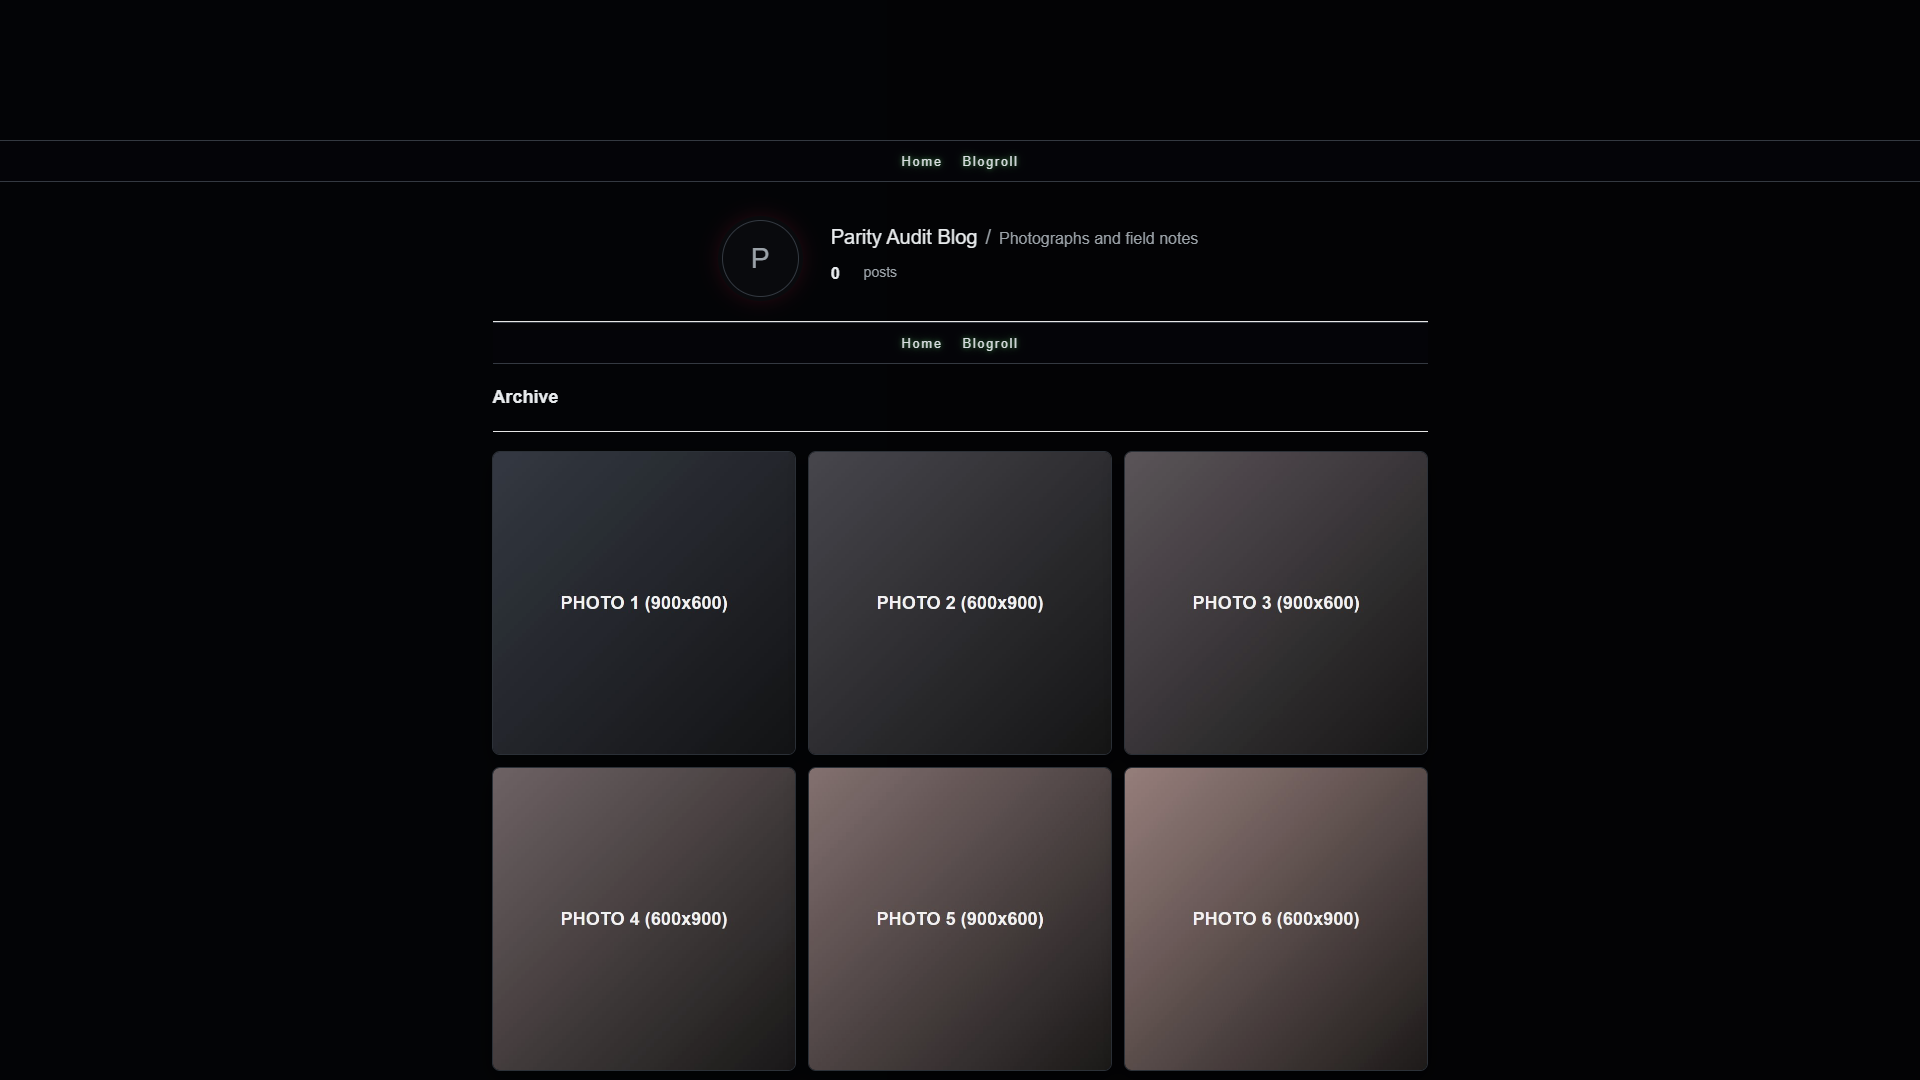 Home Blogroll
P
Parity Audit Blog / Photographs and field notes
0 posts
Home Blogroll
Archive
PHOTO 1 (900x600)
PHOTO 2 (600x900)
PHOTO 3 (900x600)
PHOTO 4 (600x900)
PHOTO 5 (900x600)
PHOTO 6 (600x900)